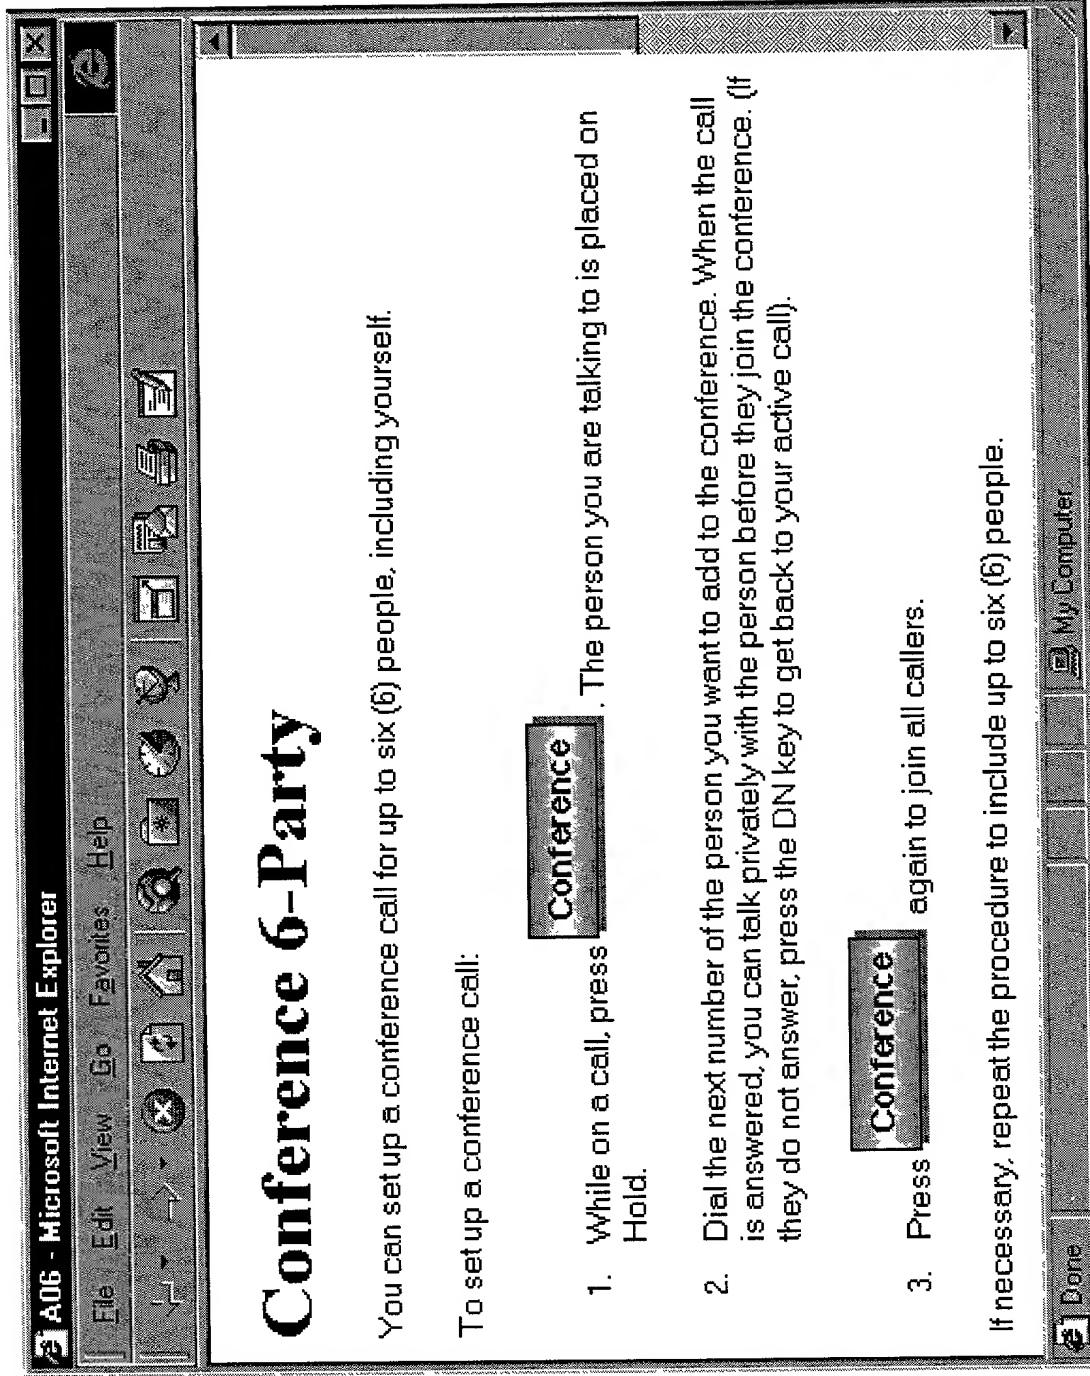 A06 - Microsoft Internet Explorer
File Edit View Go Favorites Help
Conference 6-Party
You can set up a conference call for up to six (6) people, including yourself.
To set up a conference call:
1. While on a call, press Conference . The person you are talking to is placed on
Hold.
2. Dial the next number of the person you want to add to the conference. When the call
is answered, you can talk privately with the person before they join the conference. (If
they do not answer, press the DN key to get back to your active call).
3. Press Conference again to join all callers.
If necessary, repeat the procedure to include up to six (6) people.
Done My Computer